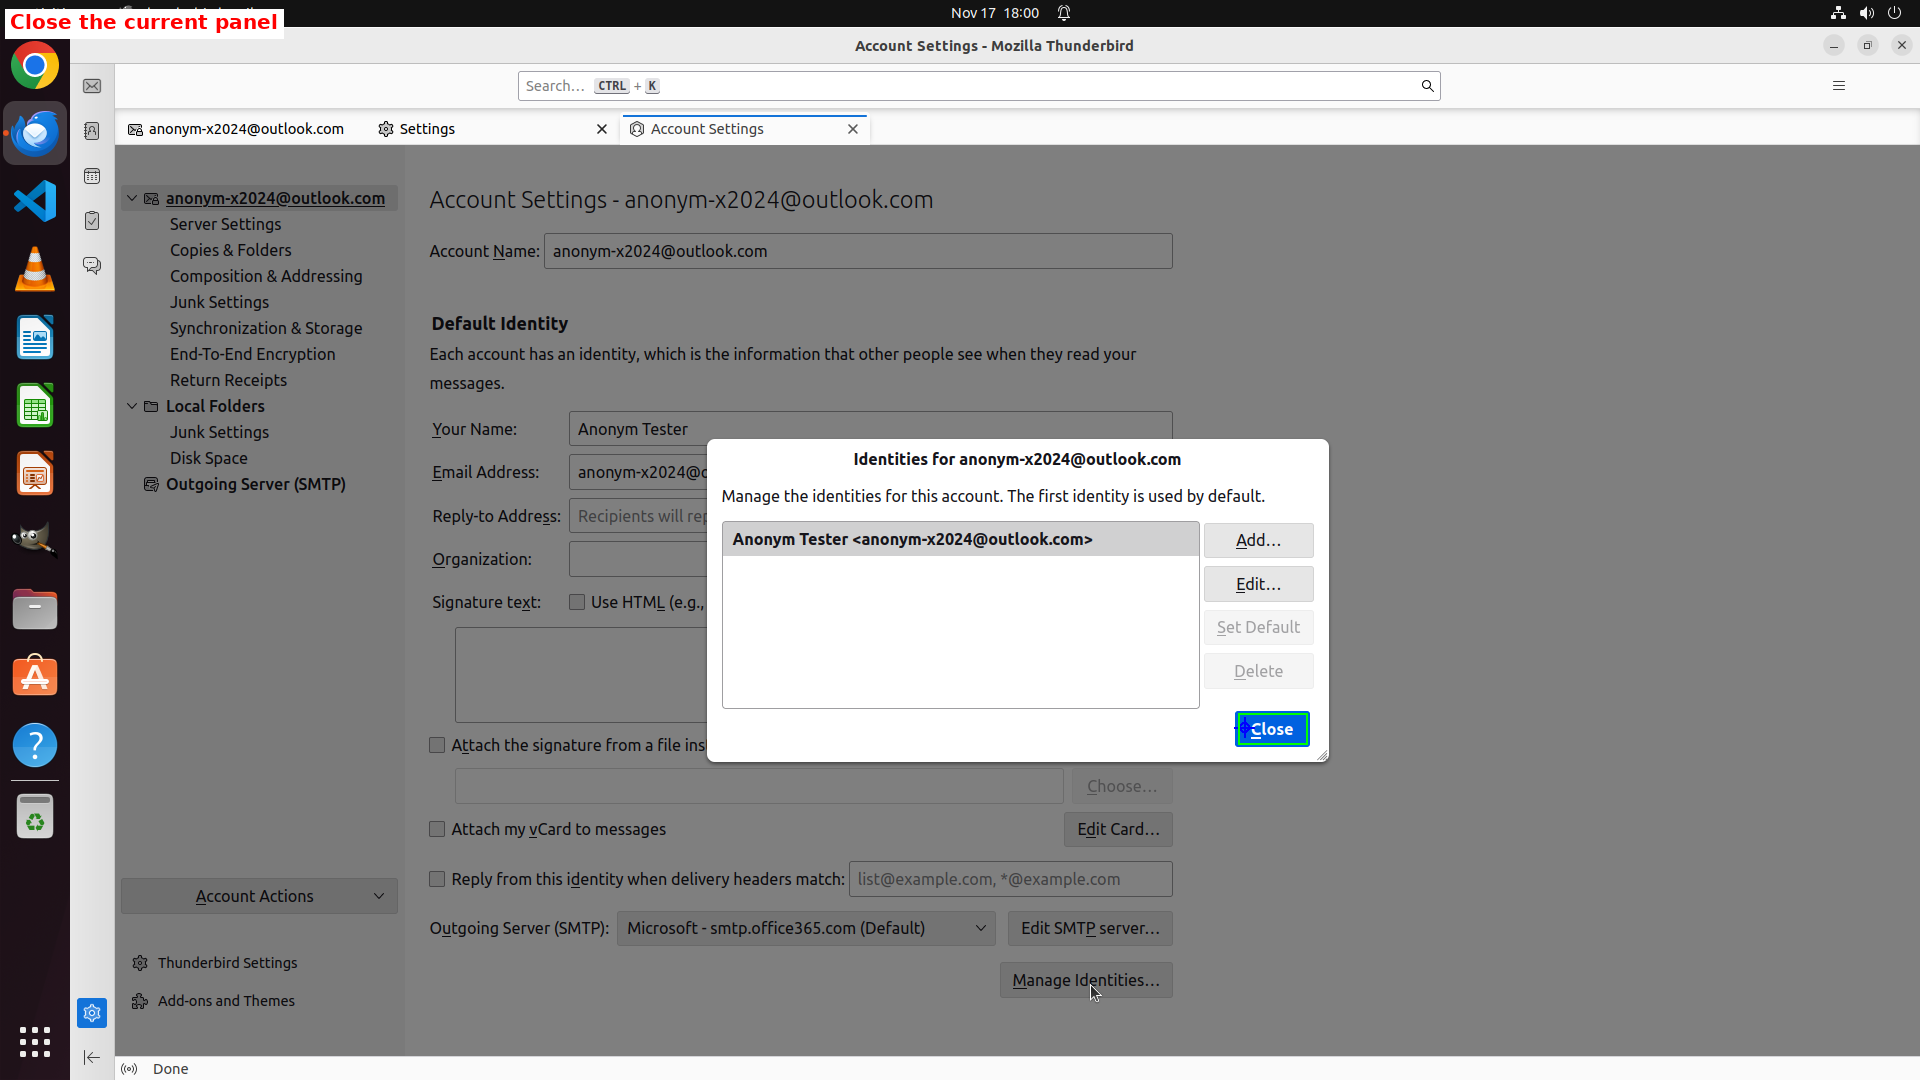 Close the current panel
Nov 17 18:00
Account Settings - Mozilla Thunderbird
Search… CTRL + K
anonym-x2024@outlook.com
Settings
Account Settings
anonym-x2024@outlook.com
Server Settings
Copies & Folders
Composition & Addressing
Junk Settings
Synchronization & Storage
End-To-End Encryption
Return Receipts
Local Folders
Junk Settings
Disk Space
Outgoing Server (SMTP)
Account Actions
Thunderbird Settings
Add-ons and Themes
Account Settings - anonym-x2024@outlook.com
Account Name: anonym-x2024@outlook.com
Default Identity
Each account has an identity, which is the information that other people see when they read your
messages.
Your Name: Anonym Tester
Email Address: anonym-x2024@
Reply-to Address: Recipients will
Organization:
Signature text: Use HTML (e.g.,
Attach the signature from a file
Choose…
Attach my vCard to messages
Edit Card…
Reply from this identity when delivery headers match: list@example.com, *@example.com
Outgoing Server (SMTP): Microsoft - smtp.office365.com (Default) Edit SMTP server…
Manage Identities…
Identities for anonym-x2024@outlook.com
Manage the identities for this account. The first identity is used by default.
Anonym Tester <anonym-x2024@outlook.com>
Add…
Edit…
Set Default
Delete
Close
Done